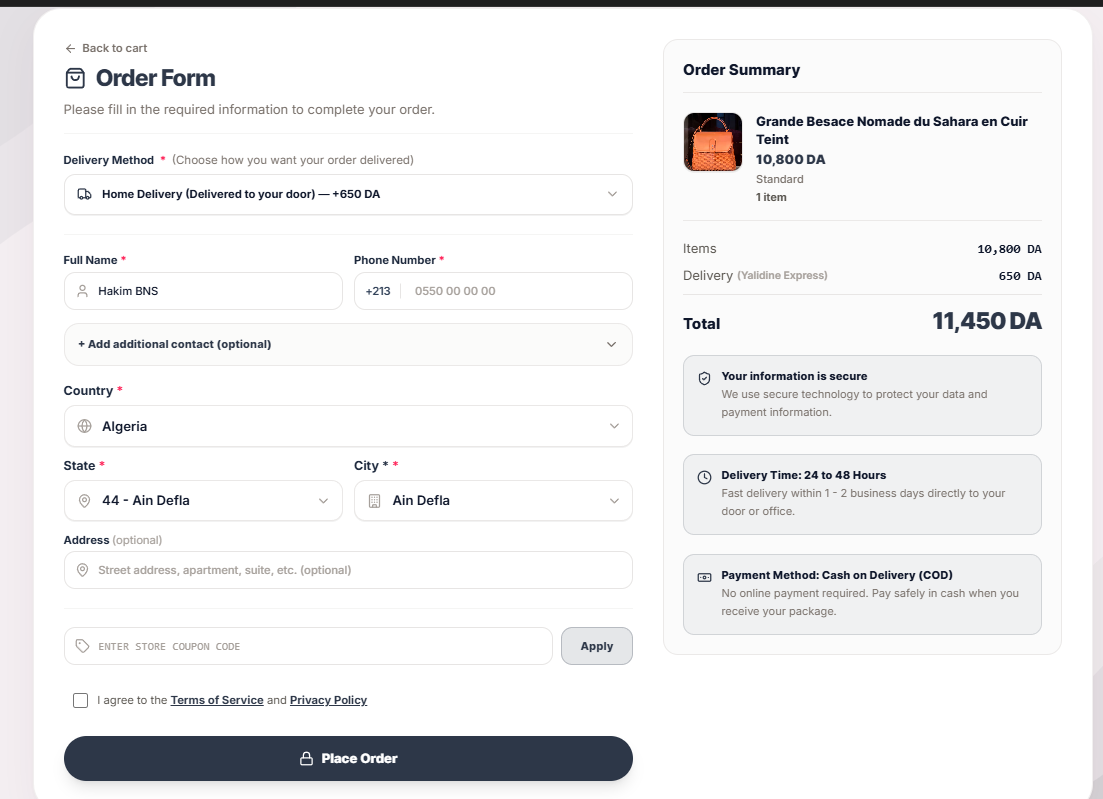 Back to cart
Order Form
Please fill in the required information to complete your order.
Delivery Method * (Choose how you want your order delivered)
Home Delivery (Delivered to your door) — +650 DA
Full Name *
Phone Number *
Hakim BNS
+213
0550 00 00 00
+ Add additional contact (optional)
Country *
Algeria
State *
City * *
44 - Ain Defla
Ain Defla
Address (optional)
Street address, apartment, suite, etc. (optional)
ENTER STORE COUPON CODE
Apply
I agree to the Terms of Service and Privacy Policy
Place Order
Order Summary
Grande Besace Nomade du Sahara en Cuir
Teint
10,800 DA
Standard
1 item
Items
10,800 DA
Delivery (Yalidine Express)
650 DA
Total
11,450 DA
Your information is secure
We use secure technology to protect your data and
payment information.
Delivery Time: 24 to 48 Hours
Fast delivery within 1 - 2 business days directly to your
door or office.
Payment Method: Cash on Delivery (COD)
No online payment required. Pay safely in cash when you
receive your package.